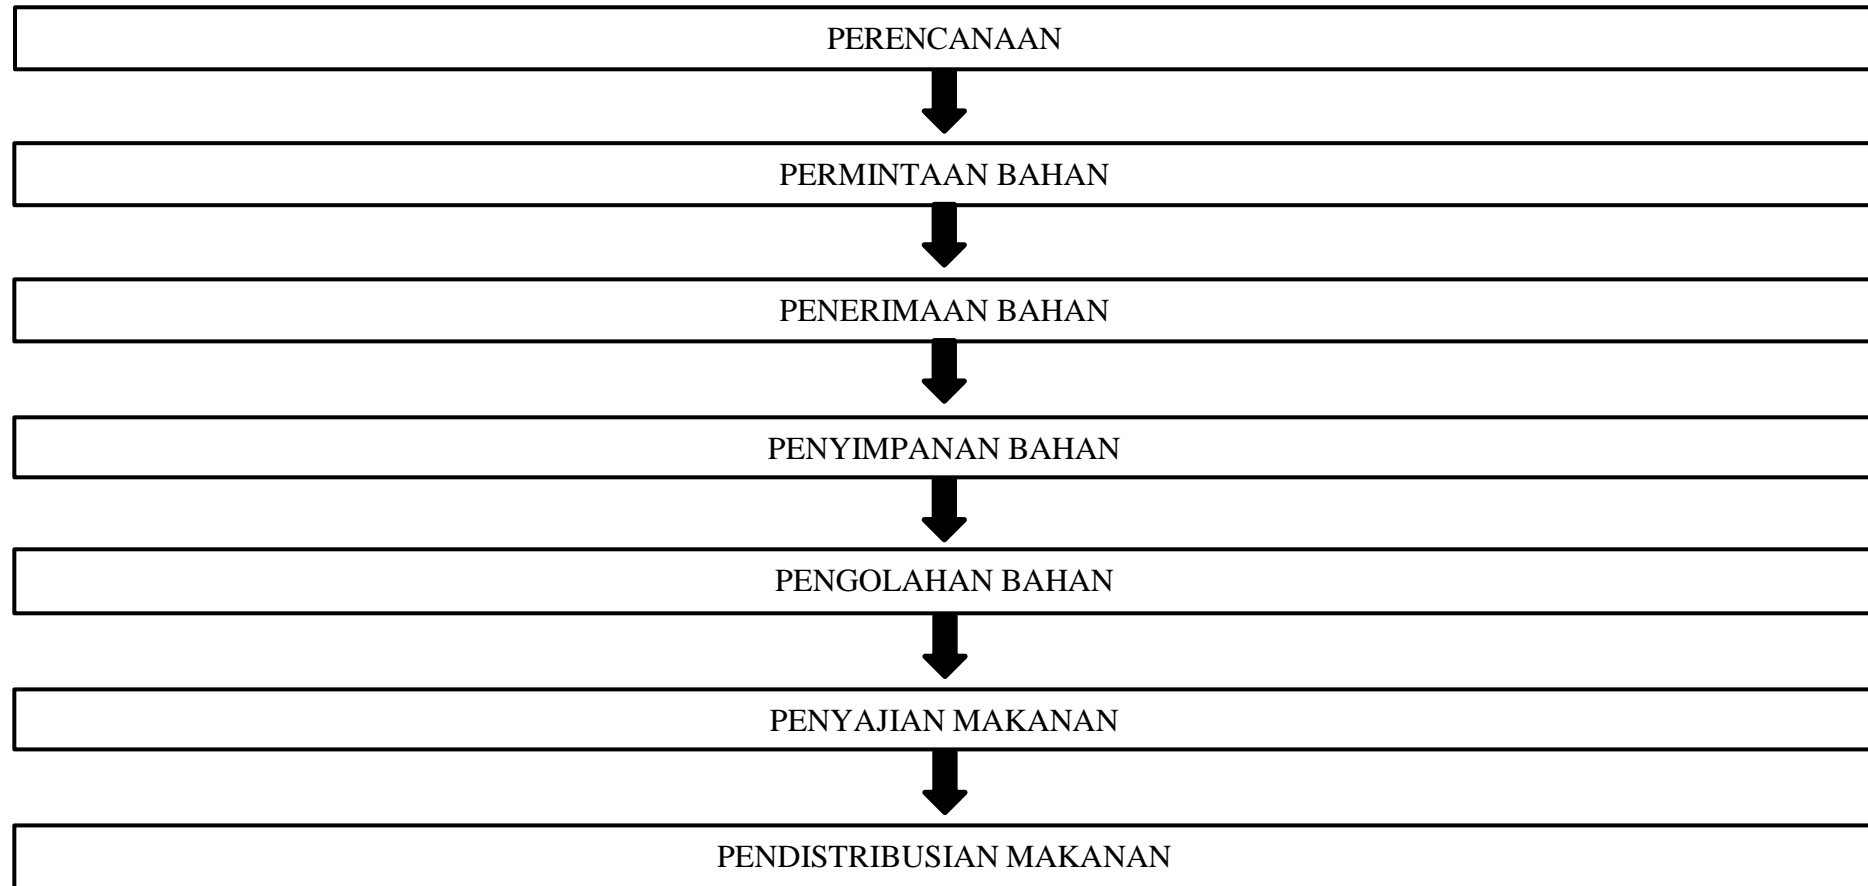 PERENCANAAN
PERMINTAAN BAHAN
PENERIMAAN BAHAN
PENYIMPANAN BAHAN
PENGOLAHAN BAHAN
PENYAJIAN MAKANAN
PENDISTRIBUSIAN MAKANAN